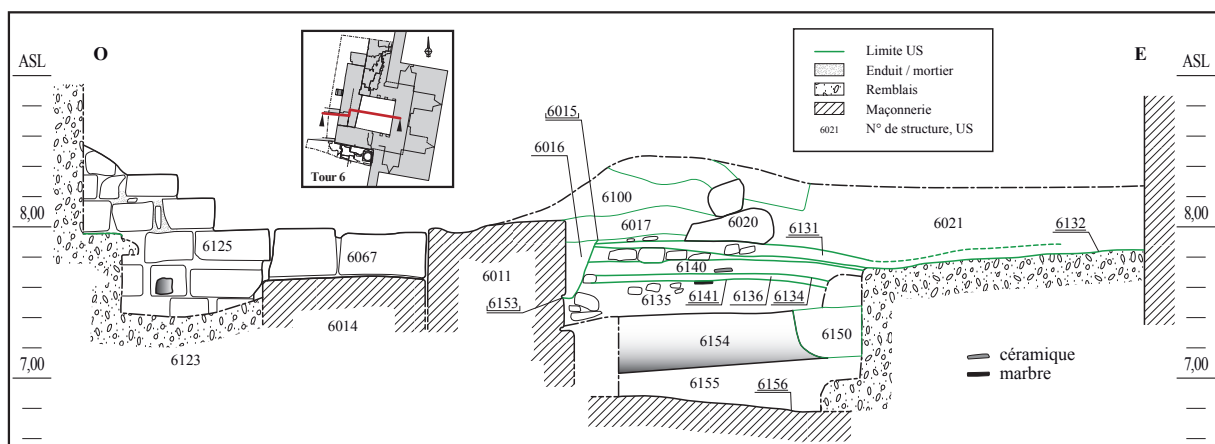 O
E
ASL
ASL
Limite US
Enduit / mortier
Remblais
Maçonnerie
6021 N° de structure, US
Tour 6
6015
6016
6100
6017
6020
6131
6021
6132
8,00
8,00
6125
6067
6011
6140
6153
6135
6141
6136
6134
6014
6154
6150
6123
7,00
7,00
6155
6156
céramique
marbre